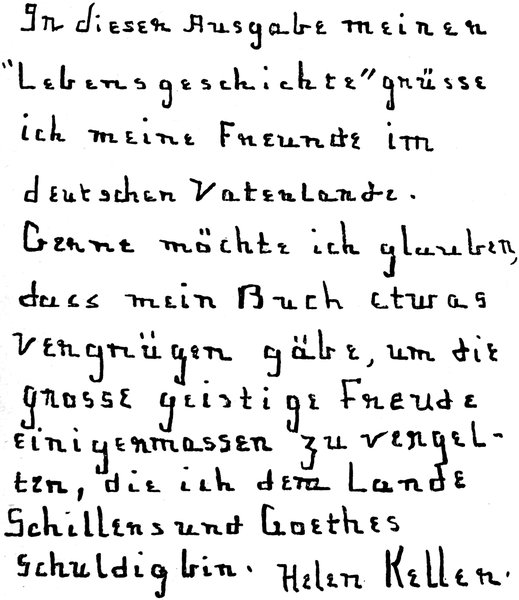 In dieser Ausgabe meiner
"Lebensgeschichte" grüsse
ich meine Freunde im
deutschen Vaterlande.
Gerne möchte ich glauben,
dass mein Buch etwas
Vergnügen gäbe, um die
grosse geistige Freude
einigermassen zu vergel-
ten, die ich dem Lande
Schillers und Goethes
schuldig bin. Helen Keller.